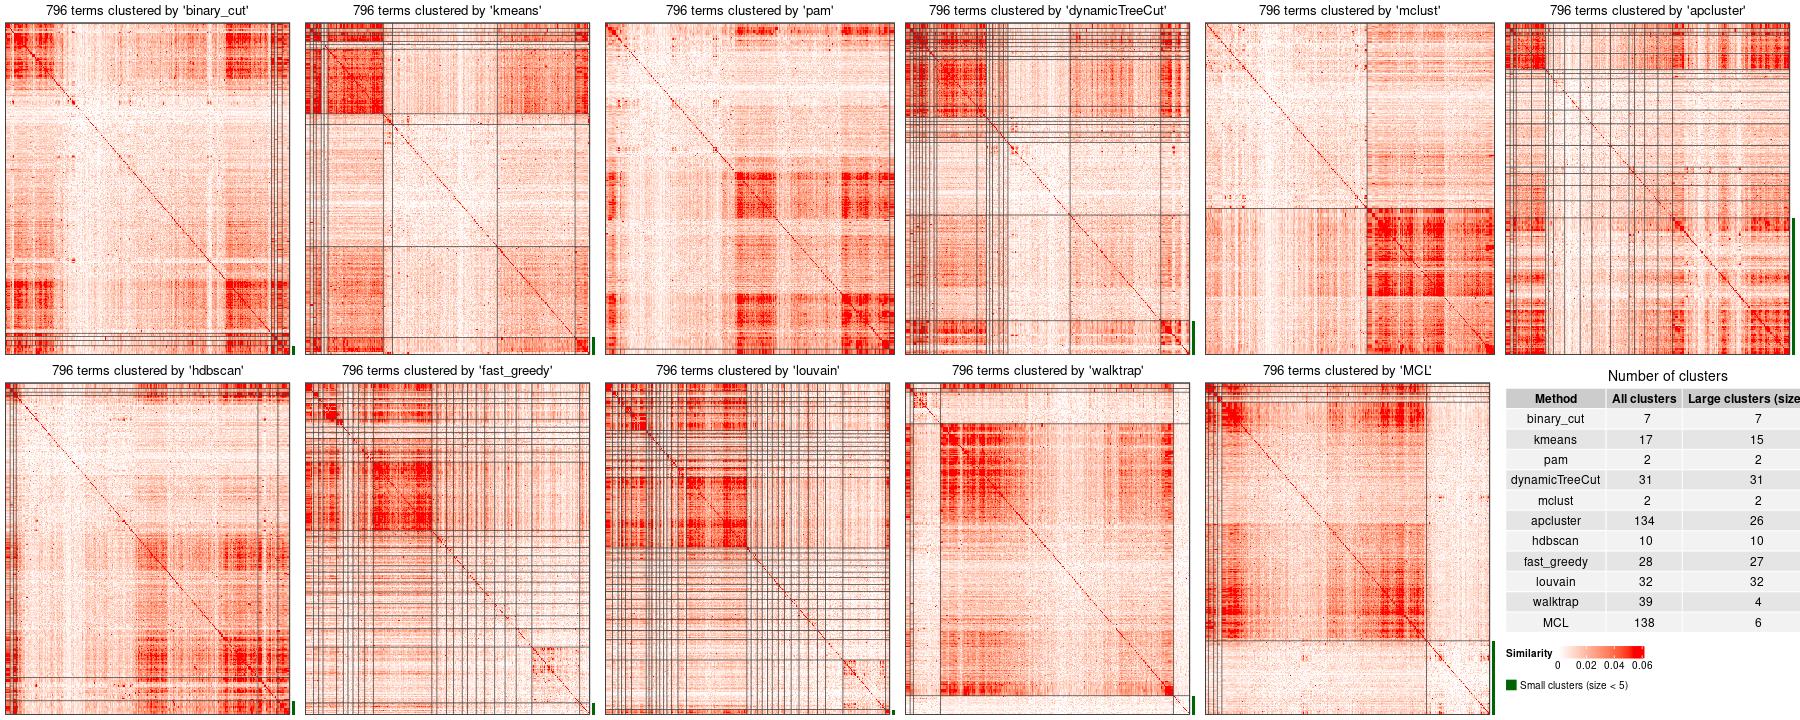 796 terms clustered by 'binary_cut'
796 terms clustered by 'kmeans'
796 terms clustered by 'pam'
796 terms clustered by 'dynamicTreeCut'
796 terms clustered by 'mclust'
796 terms clustered by 'apcluster'
796 terms clustered by 'hdbscan'
796 terms clustered by 'fast_greedy'
796 terms clustered by 'louvain'
796 terms clustered by 'walktrap'
796 terms clustered by 'MCL'
Number of clusters
Method All clusters Large clusters (size
binary_cut 7 7
kmeans 17 15
pam 2 2
dynamicTreeCut 31 31
mclust 2 2
apcluster 134 26
hdbscan 10 10
fast_greedy 28 27
louvain 32 32
walktrap 39 4
MCL 138 6
Similarity
0 0.02 0.04 0.06
Small clusters (size < 5)